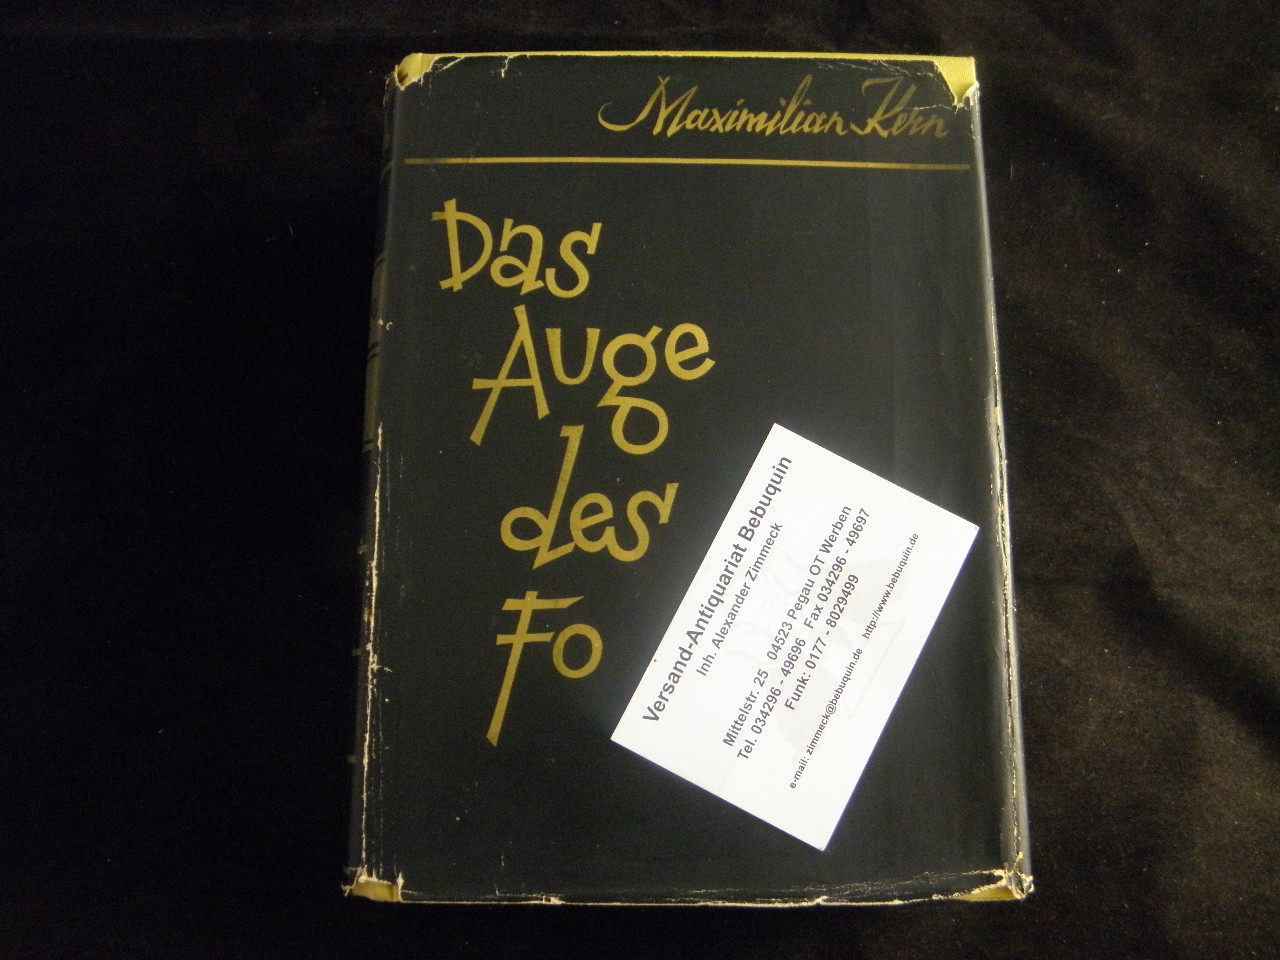 Maximilian Kern
Das
Auge
des
Fo
Versand-Antiquariat Bebuquin
Inh. Alexander Zimmeck
Mittelstr. 25 04523 Pegau OT Werben
Tel. 034296 - 49696 Fax 034296 - 49697
Funk: 0177 - 8029499
e-mail: zimmeck@bebuquin.de http://www.bebuquin.de